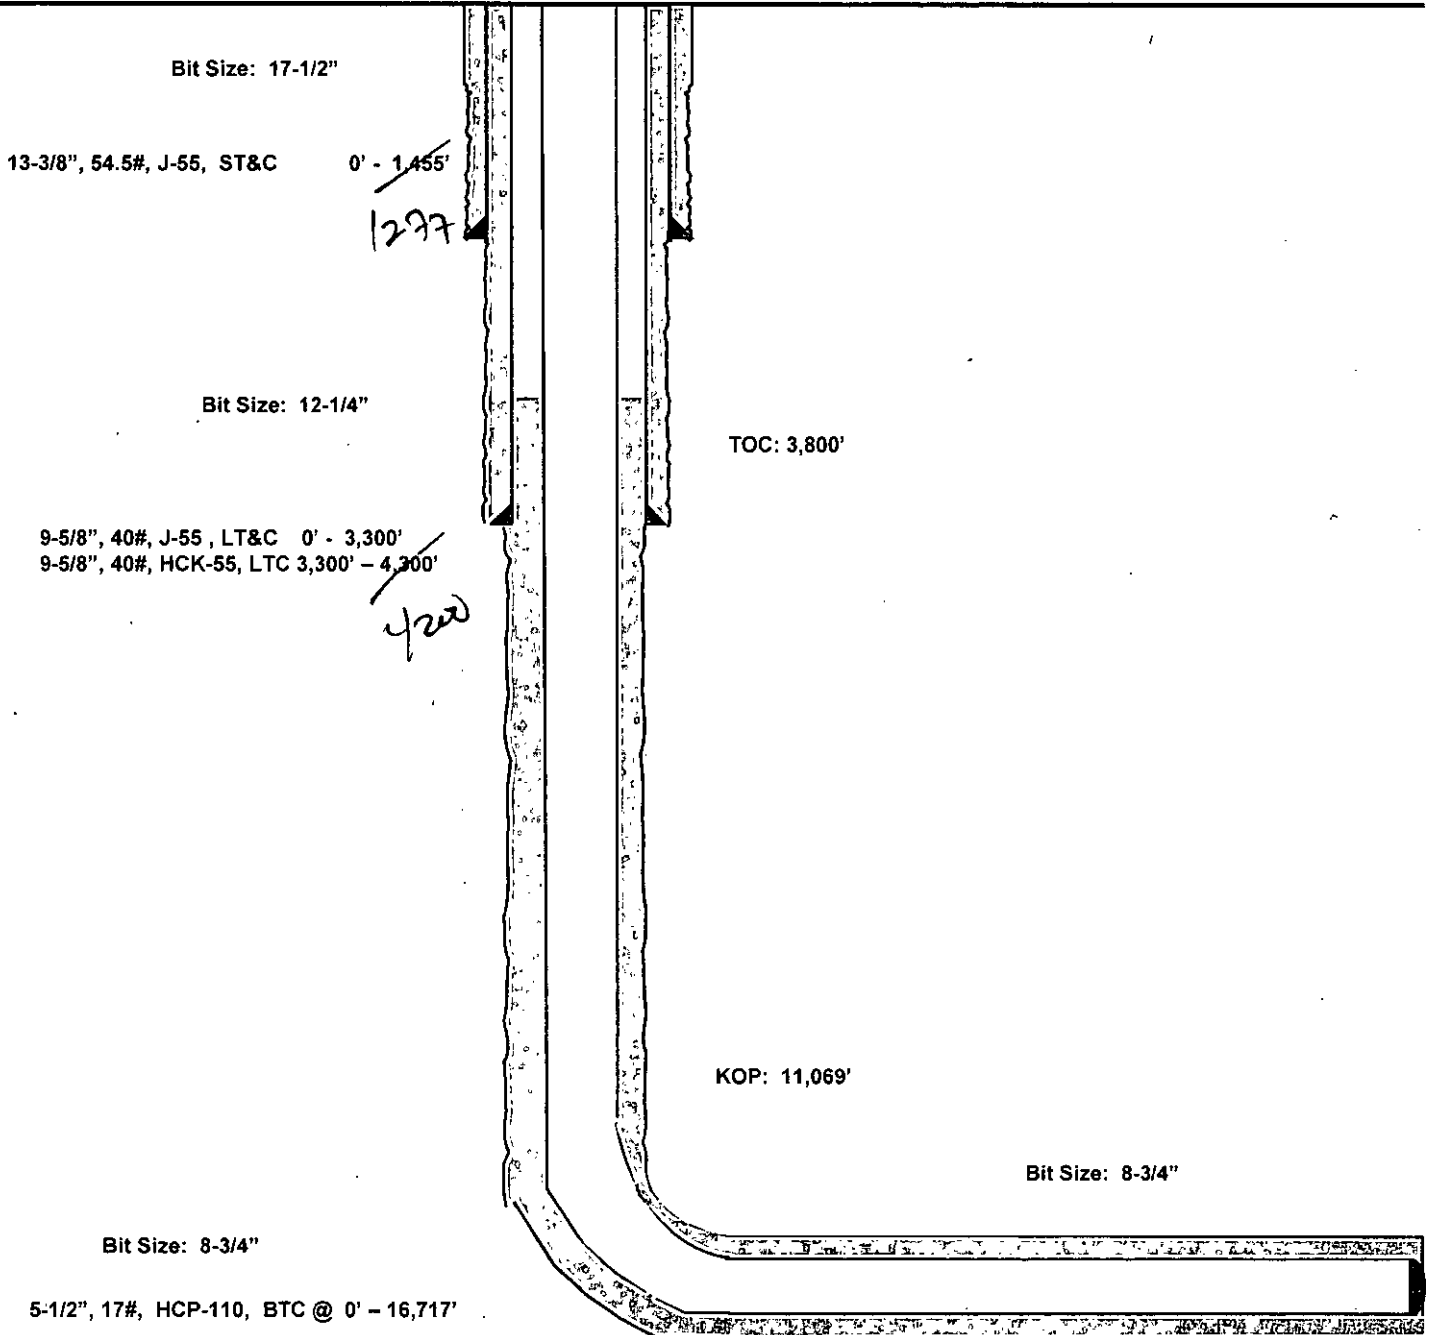 Bit Size: 17-1/2”
13-3/8”, 54.5#, J-55, ST&C 0' - 1,455'
1277
Bit Size: 12-1/4”
TOC: 3,800'
9-5/8”, 40#, J-55 , LT&C 0' - 3,300'
9-5/8”, 40#, HCK-55, LTC 3,300' – 4,300'
4200
KOP: 11,069'
Bit Size: 8-3/4”
Bit Size: 8-3/4”
5-1/2”, 17#, HCP-110, BTC @ 0' – 16,717'